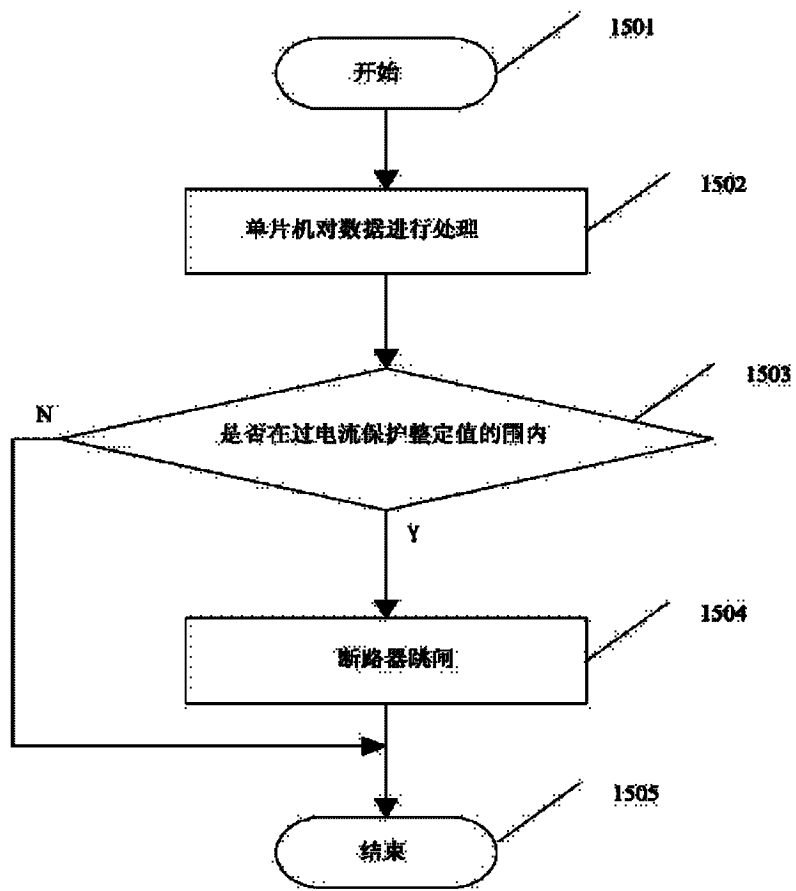 1501
开始
1502
单片机对数据进行处理
1503
N
是否在过电流保护整定值的围内
Y
1504
断路器跳闸
1505
结束